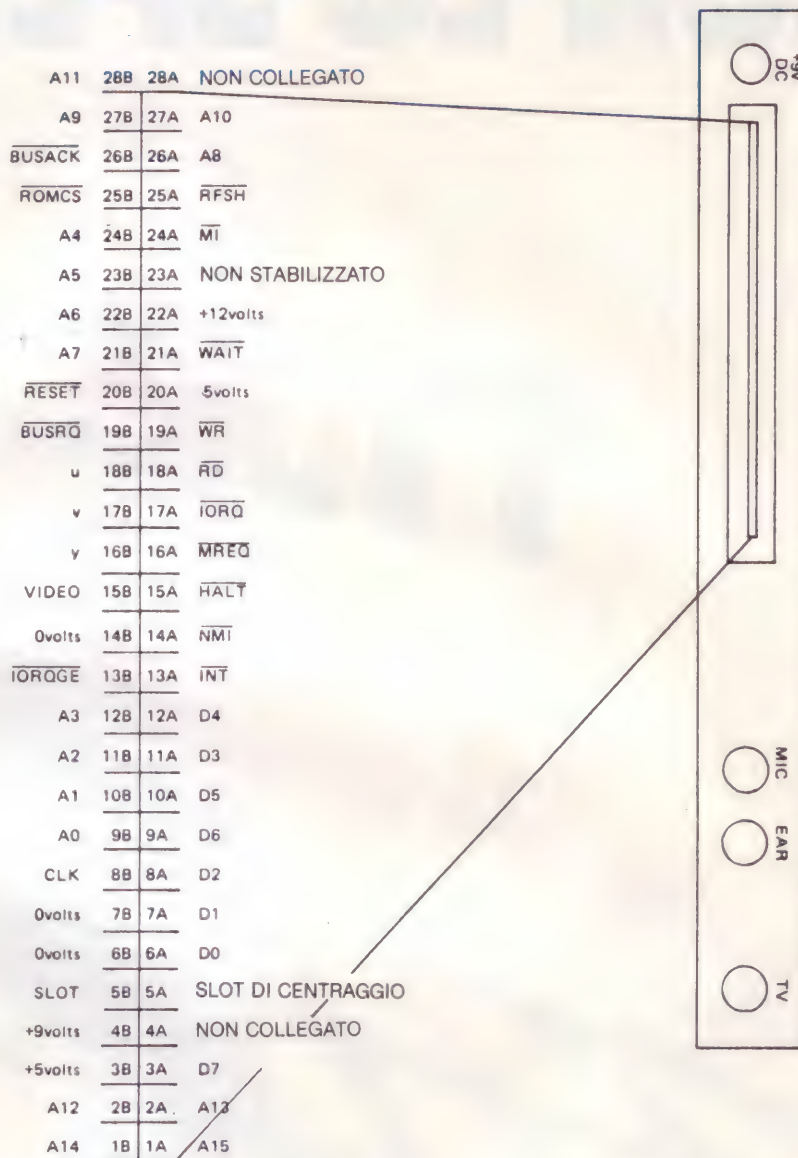 A11 28B 28A NON COLLEGATO
A9 27B 27A A10
BUSACK 26B 26A A8
ROMCS 25B 25A RFSH
A4 24B 24A MI
A5 23B 23A NON STABILIZZATO
A6 22B 22A +12volts
A7 21B 21A WAIT
RESET 20B 20A -5volts
BUSRQ 19B 19A WR
u 18B 18A RD
v 17B 17A IORQ
y 16B 16A MREQ
VIDEO 15B 15A HALT
0volts 14B 14A NMI
IORQGE 13B 13A INT
A3 12B 12A D4
A2 11B 11A D3
A1 10B 10A D5
A0 9B 9A D6
CLK 8B 8A D2
0volts 7B 7A D1
0volts 6B 6A D0
SLOT 5B 5A SLOT DI CENTRAGGIO
+9volts 4B 4A NON COLLEGATO
+5volts 3B 3A D7
A12 2B 2A A13
A14 1B 1A A15
+9V
DC
MIC
EAR
TV